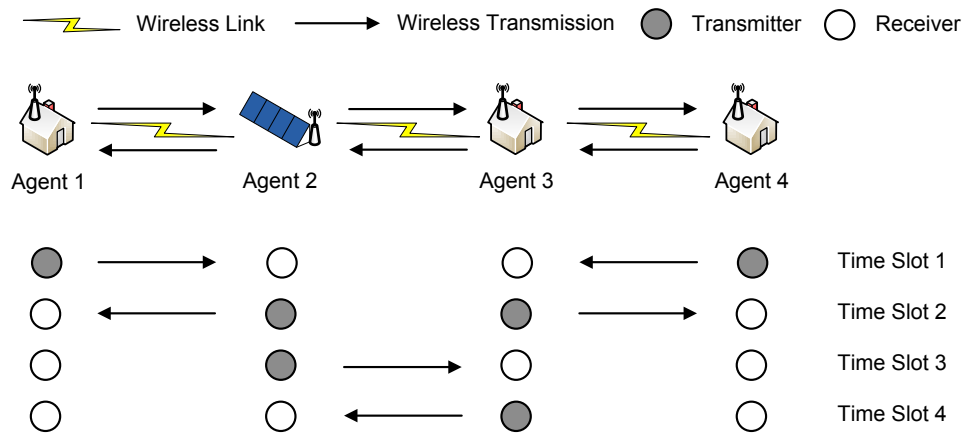 Wireless Link Wireless Transmission Transmitter Receiver
Agent 1 Agent 2 Agent 3 Agent 4
Time Slot 1
Time Slot 2
Time Slot 3
Time Slot 4